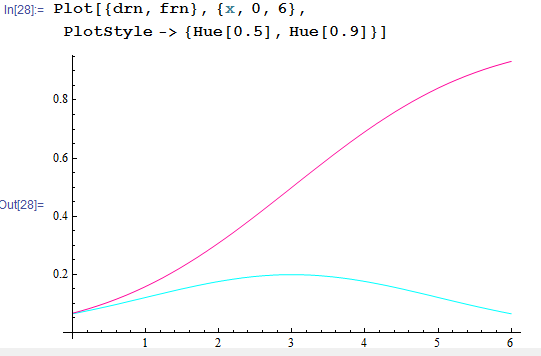 In[28]:= Plot[{drn, frn}, {x, 0, 6},
PlotStyle -> {Hue[0.5], Hue[0.9]}]
0.8
0.6
0.4
Out[28]=
0.2
1 2 3 4 5 6